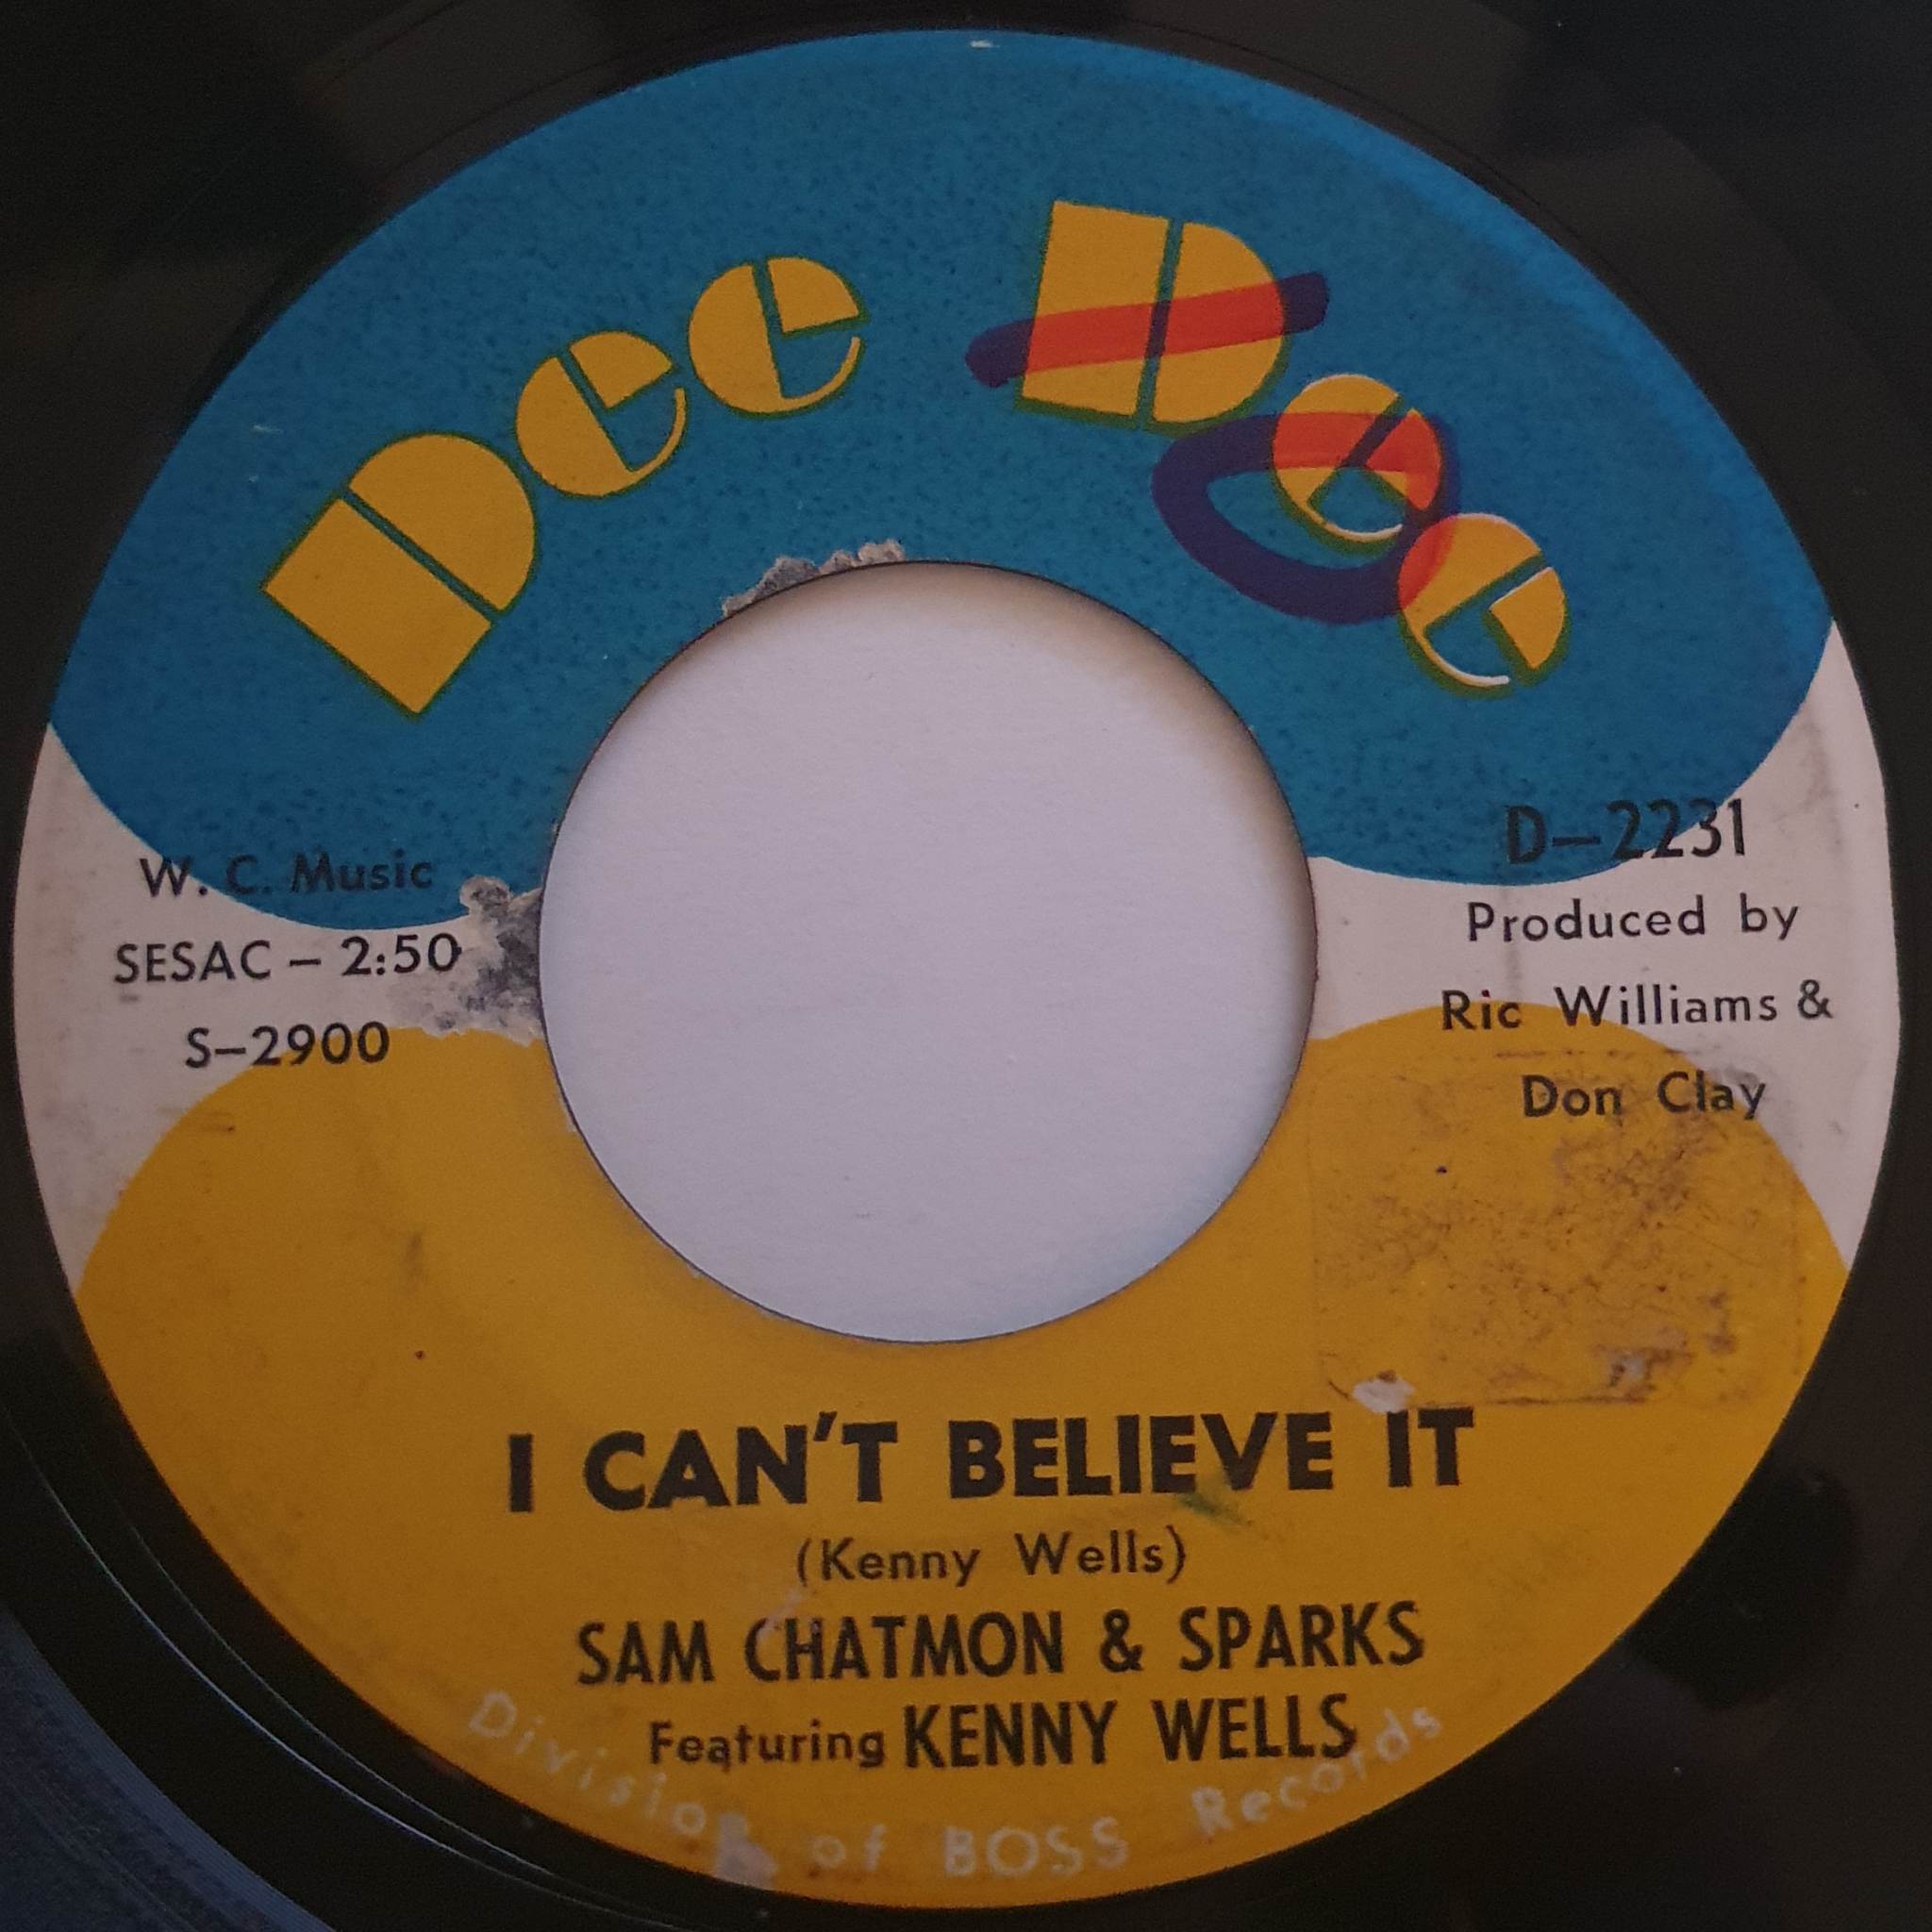 Dee Dee
W. C. Music
SESAC – 2:50
S–2900
D–2231
Produced by
Ric Williams &
Don Clay
I CAN'T BELIEVE IT
(Kenny Wells)
SAM CHATMON & SPARKS
Featuring KENNY WELLS
Division of BOSS Records